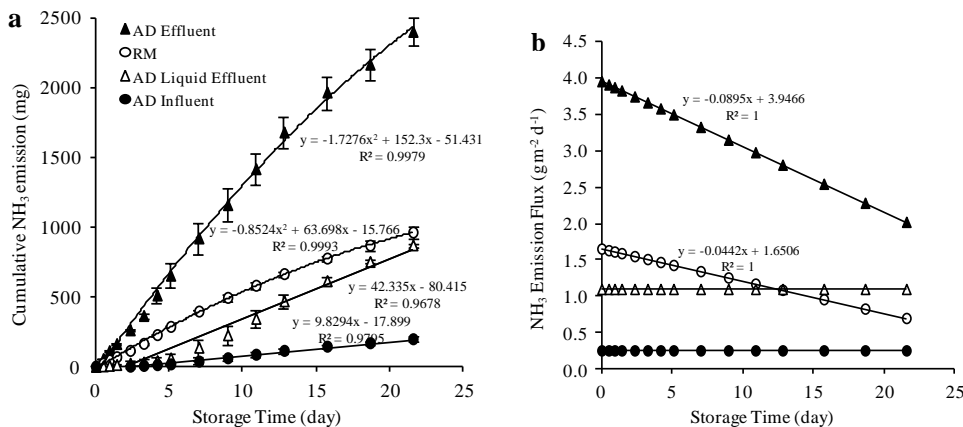 a
AD Effluent
RM
AD Liquid Effluent
AD Influent
2500
2000
1500
1000
500
0
Cumulative NH₃ emission (mg)
y = -1.7276x² + 152.3x - 51.431
R² = 0.9979
y = -0.8524x² + 63.698x - 15.766
R² = 0.9993
42.335x - 80.415
R² = 0.9678
9.8294x - 17.899
R² = 0.9795
0 5 10 15 20 25
Storage Time (day)
b
4.5
4.0
3.5
3.0
2.5
2.0
1.5
1.0
0.5
0.0
NH₃ Emission Flux (g m⁻² d⁻¹)
y = -0.0895x + 3.9466
R² = 1
y = -0.0442x + 1.6506
R² = 1
0 5 10 15 20 25
Storage Time (day)